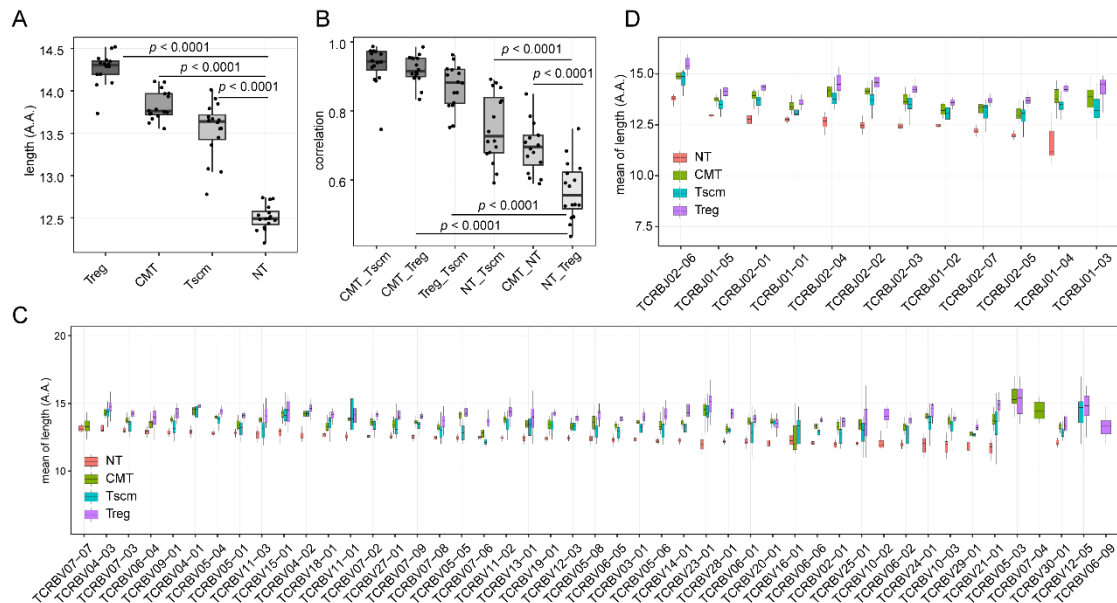 A
length (A.A.)
14.5
14.0
13.5
13.0
12.5
p < 0.0001
p < 0.0001
p < 0.0001
Treg
CMT
Tscm
NT
B
correlation
1.0
0.8
0.6
p < 0.0001
p < 0.0001
p < 0.0001
p < 0.0001
CMT_Tscm
CMT_Treg
Treg_Tscm
NT_Tscm
CMT_NT
NT_Treg
D
mean of length (A.A.)
15.0
12.5
10.0
7.5
NT
CMT
Tscm
Treg
TCRBJ02-06
TCRBJ01-05
TCRBJ02-01
TCRBJ01-01
TCRBJ02-04
TCRBJ02-02
TCRBJ02-03
TCRBJ01-02
TCRBJ02-07
TCRBJ02-05
TCRBJ01-04
TCRBJ01-03
C
mean of length (A.A.)
20
15
10
NT
CMT
Tscm
Treg
TCRBV07-07
TCRBV04-03
TCRBV07-03
TCRBV06-04
TCRBV09-01
TCRBV04-01
TCRBV05-04
TCRBV05-01
TCRBV11-03
TCRBV15-01
TCRBV04-02
TCRBV18-01
TCRBV11-01
TCRBV07-02
TCRBV27-01
TCRBV07-09
TCRBV07-08
TCRBV05-05
TCRBV07-06
TCRBV11-02
TCRBV13-01
TCRBV19-01
TCRBV12-03
TCRBV05-08
TCRBV06-05
TCRBV03-01
TCRBV05-06
TCRBV14-01
TCRBV23-01
TCRBV28-01
TCRBV06-08
TCRBV20-01
TCRBV16-01
TCRBV06-06
TCRBV02-01
TCRBV25-01
TCRBV10-02
TCRBV06-02
TCRBV24-01
TCRBV10-03
TCRBV29-01
TCRBV21-01
TCRBV05-03
TCRBV07-04
TCRBV30-01
TCRBV12-05
TCRBV06-09